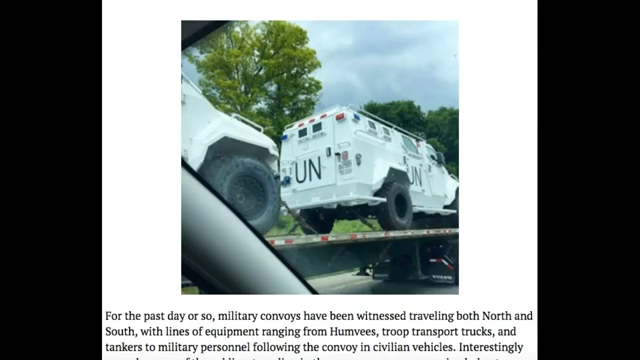 UN
UN
For the past day or so, military convoys have been witnessed traveling both North and
South, with lines of equipment ranging from Humvees, troop transport trucks, and
tankers to military personnel following the convoy in civilian vehicles. Interestingly